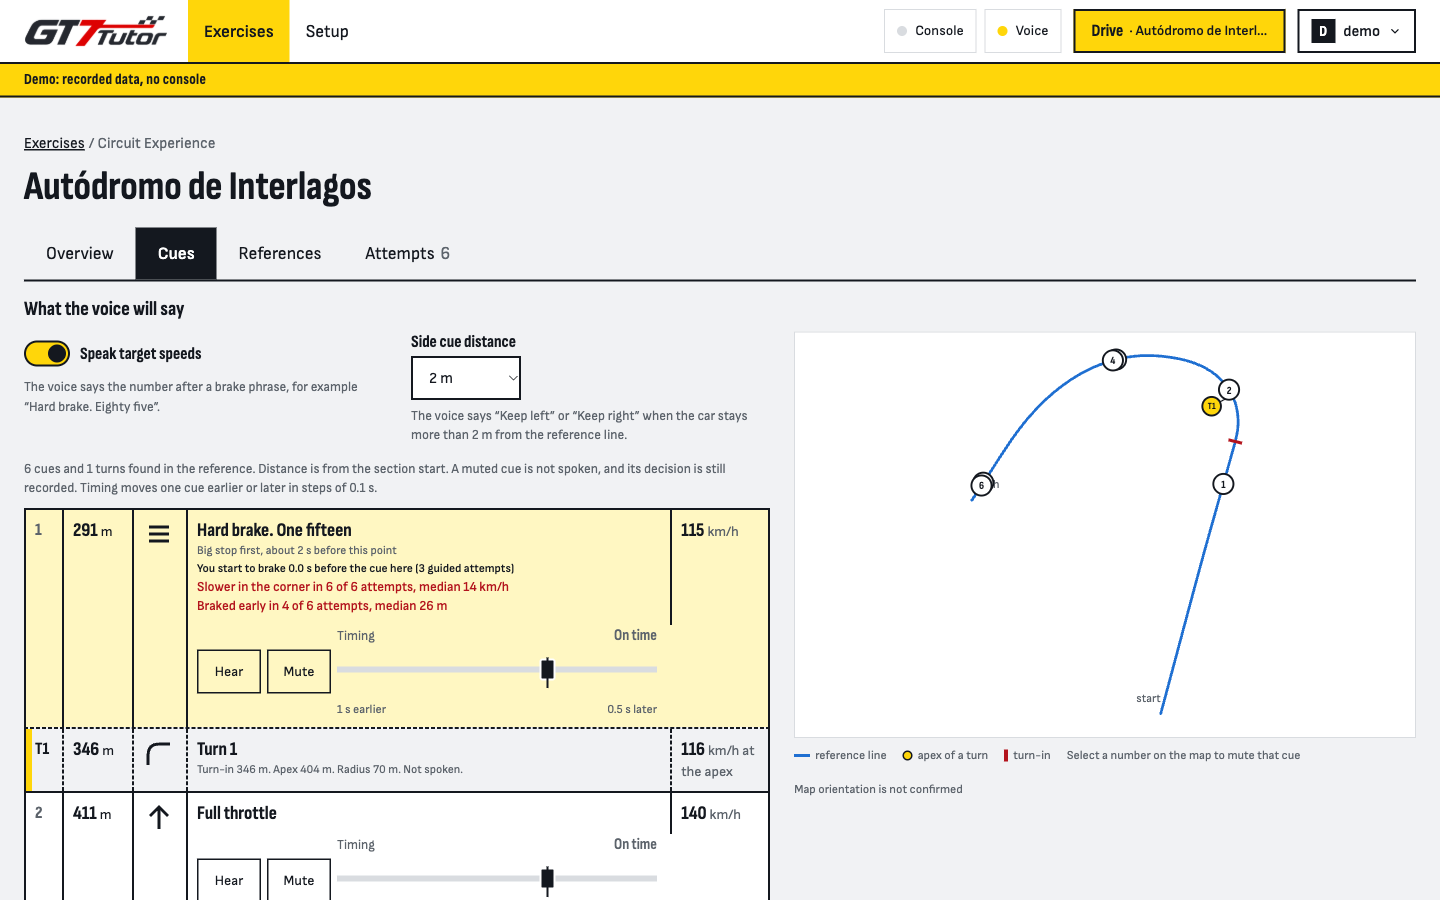 GT7 Tutor
Exercises
Setup
Console
Voice
Drive · Autódromo de Interl...
D
demo
Demo: recorded data, no console
Exercises / Circuit Experience
Autódromo de Interlagos
Overview
Cues
References
Attempts 6
What the voice will say
Speak target speeds
The voice says the number after a brake phrase, for example
“Hard brake. Eighty five”.
Side cue distance
2 m
The voice says “Keep left” or “Keep right” when the car stays
more than 2 m from the reference line.
6 cues and 1 turns found in the reference. Distance is from the section start. A muted cue is not spoken, and its decision is still
recorded. Timing moves one cue earlier or later in steps of 0.1 s.
1
291 m
Hard brake. One fifteen
115 km/h
Big stop first, about 2 s before this point
You start to brake 0.0 s before the cue here (3 guided attempts)
Slower in the corner in 6 of 6 attempts, median 14 km/h
Braked early in 4 of 6 attempts, median 26 m
Timing
On time
Hear
Mute
1 s earlier
0.5 s later
T1
346 m
Turn 1
Turn-in 346 m. Apex 404 m. Radius 70 m. Not spoken.
116 km/h at
the apex
2
411 m
Full throttle
140 km/h
Timing
On time
Hear
Mute
4
2
T1
1
6
h
start
reference line
apex of a turn
turn-in
Select a number on the map to mute that cue
Map orientation is not confirmed